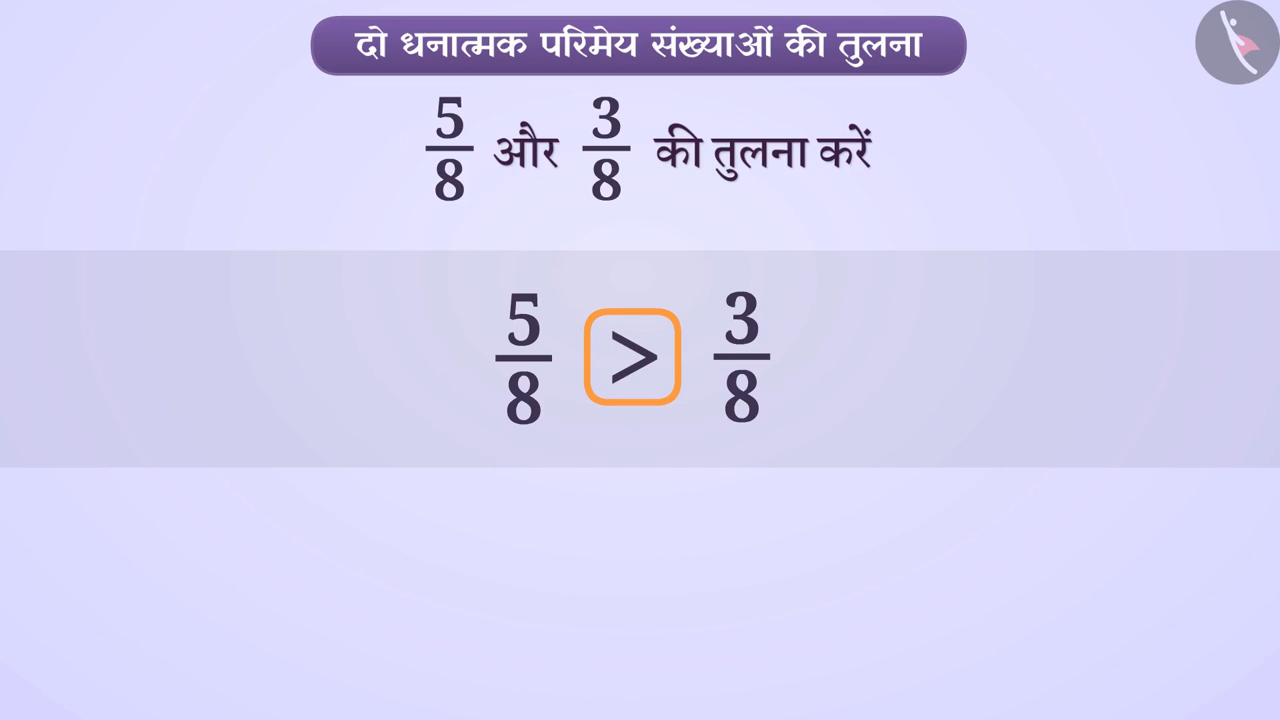 दो धनात्मक परिमेय संख्याओं की तुलना
5/8 और 3/8 की तुलना करें
5/8 > 3/8